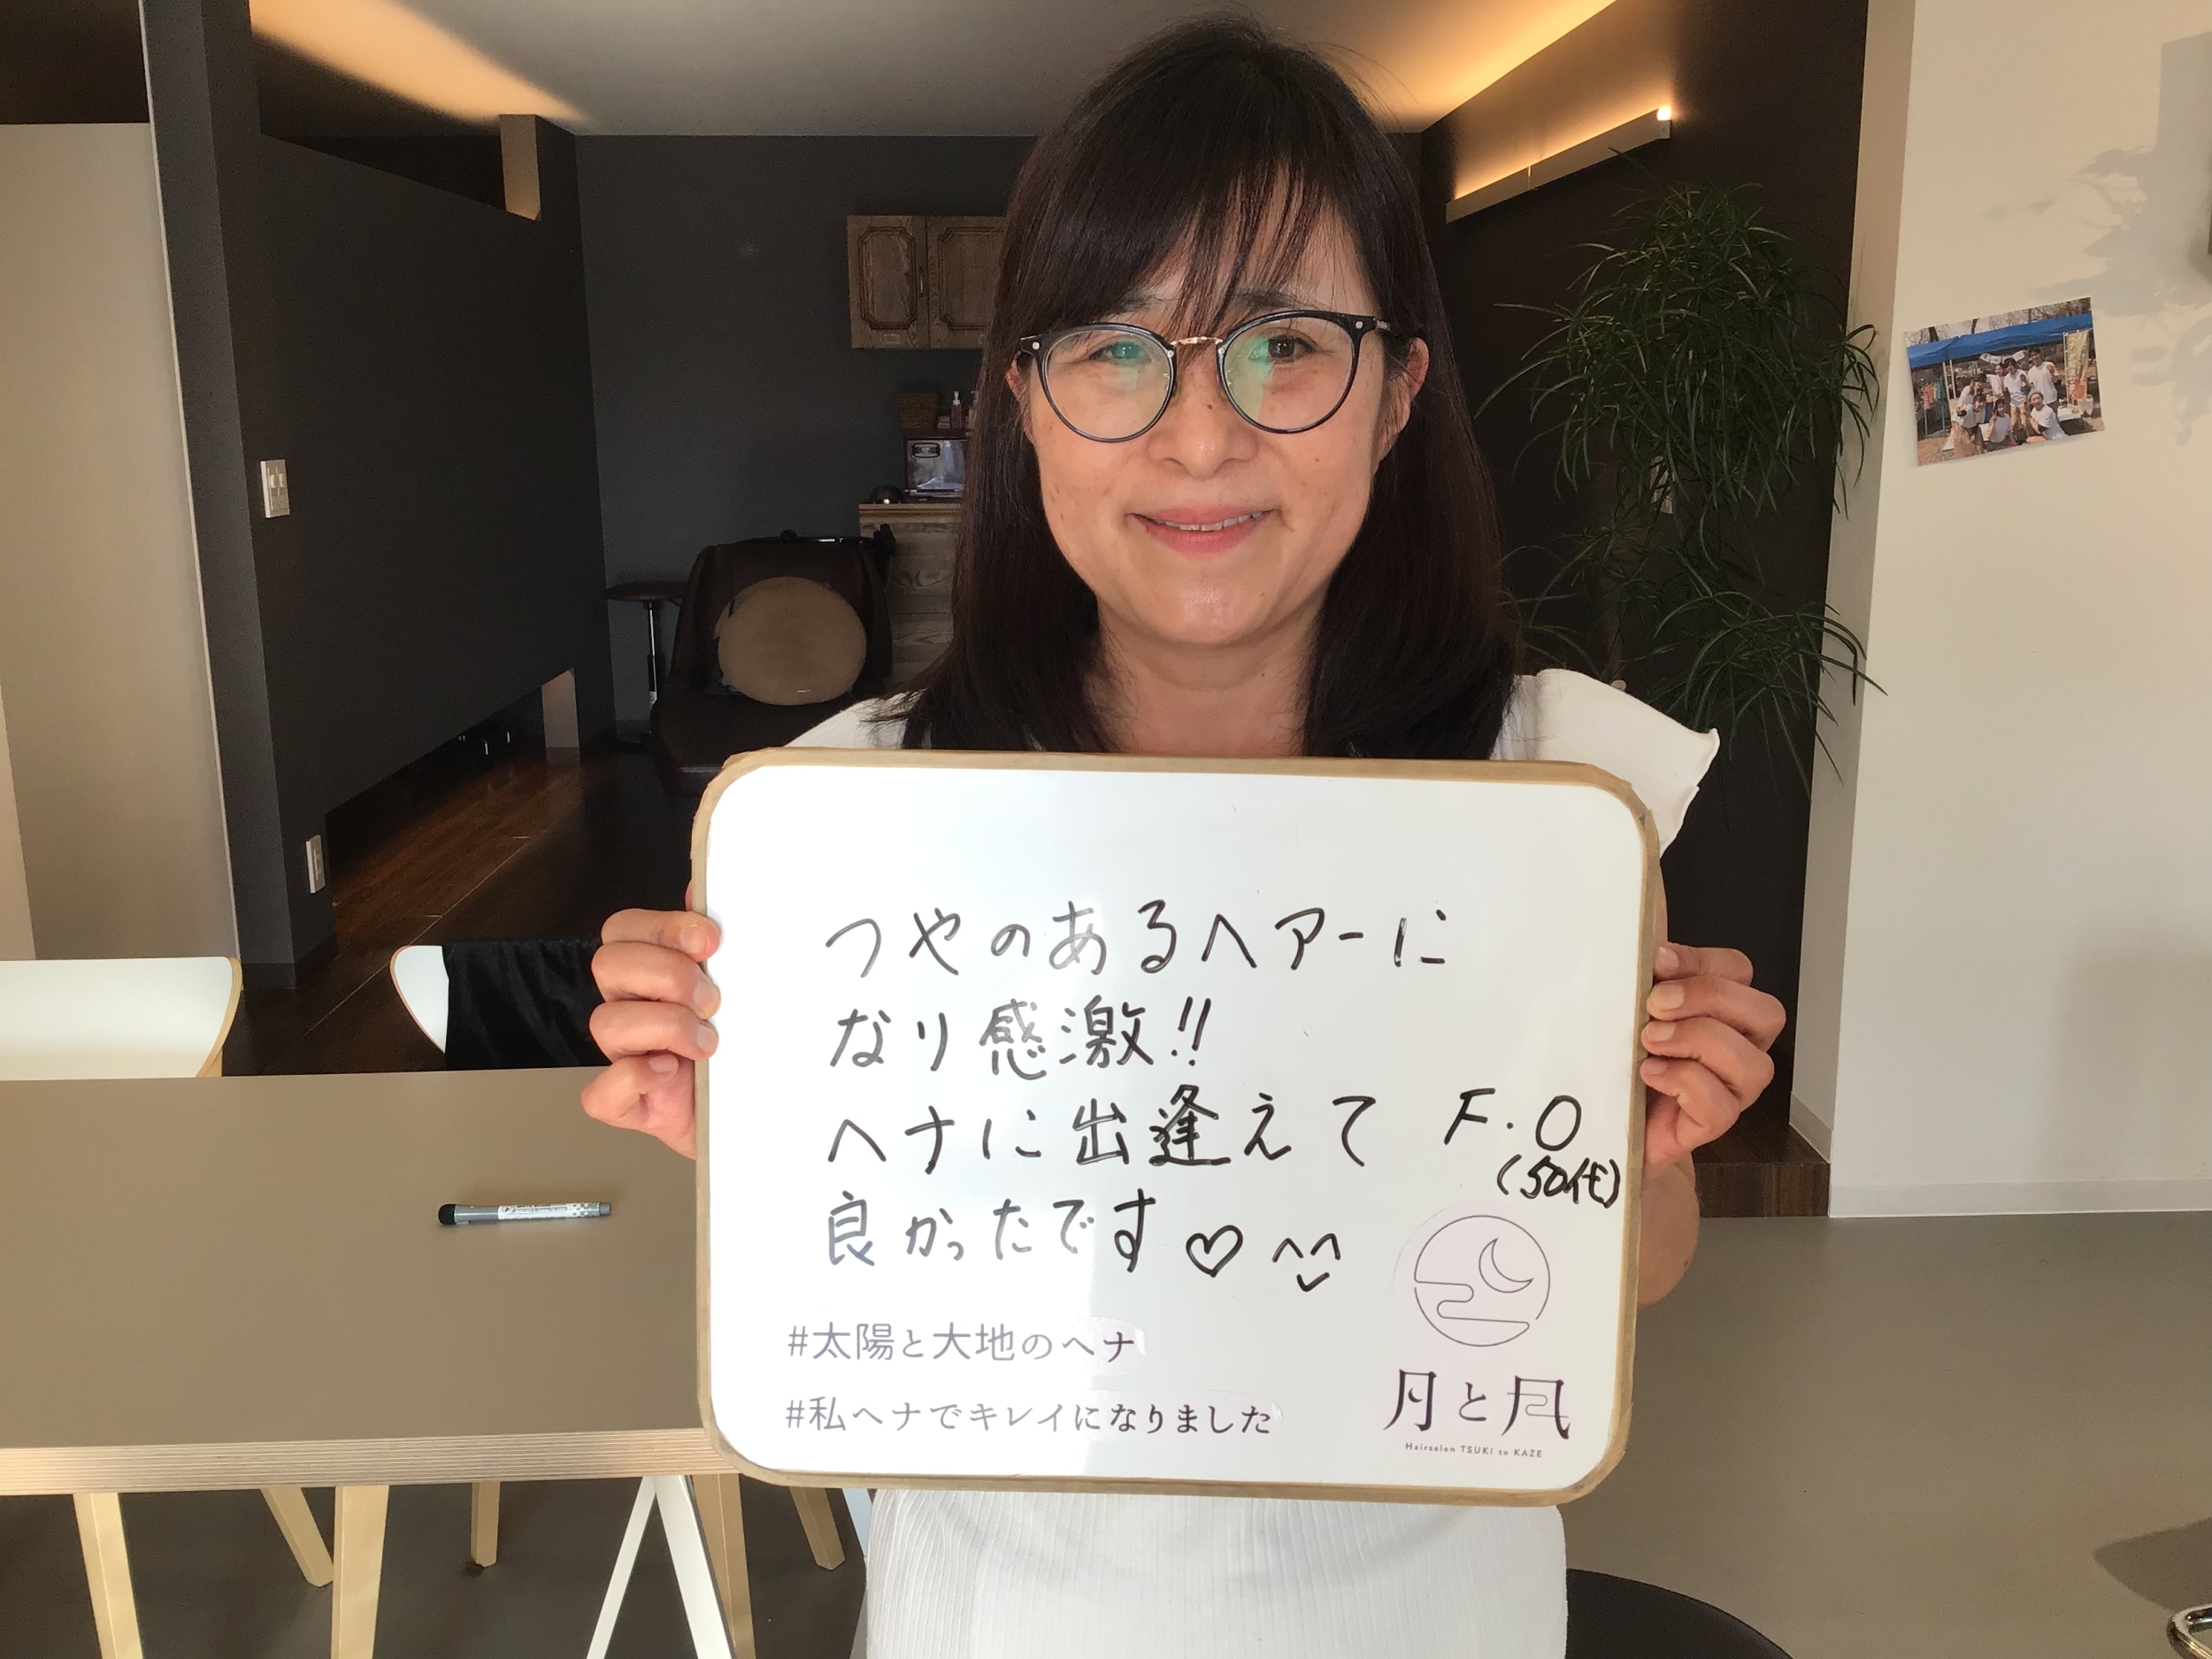 つやのあるヘアーに
なり感激!!
ヘナに出逢えて
良かったです♡ ^^
F.O
(50代)
#太陽と大地のヘナ
#私ヘナでキレイになりました
月と風
Hairsalon TSUKI to KAZE